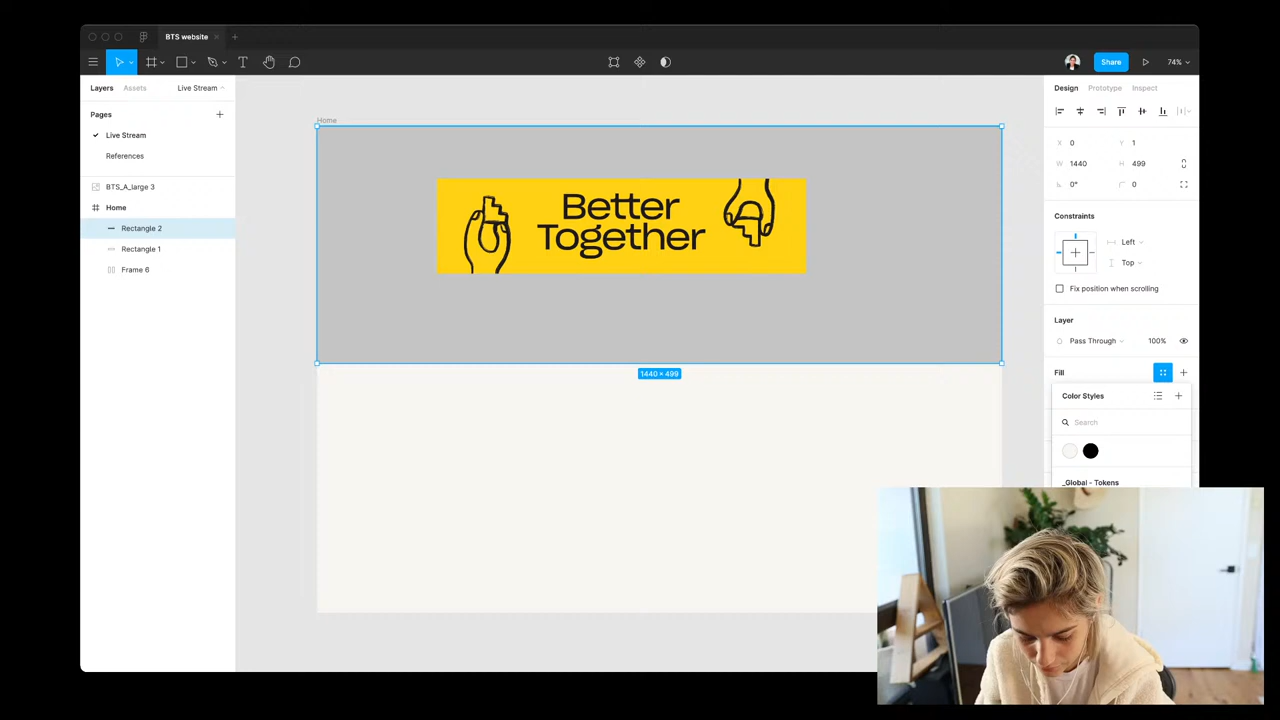 BTS website
Share
74%
Layers
Assets
Live Stream
Design
Prototype
Inspect
Pages
Live Stream
References
BTS_A_large 3
Home
Rectangle 2
Rectangle 1
Frame 6
Home
Better
Together
1440 × 499
X 0
Y 1
W 1440
H 499
0°
0
Constraints
Left
Top
Fix position when scrolling
Layer
Pass Through
100%
Fill
Color Styles
Search
_Global - Tokens